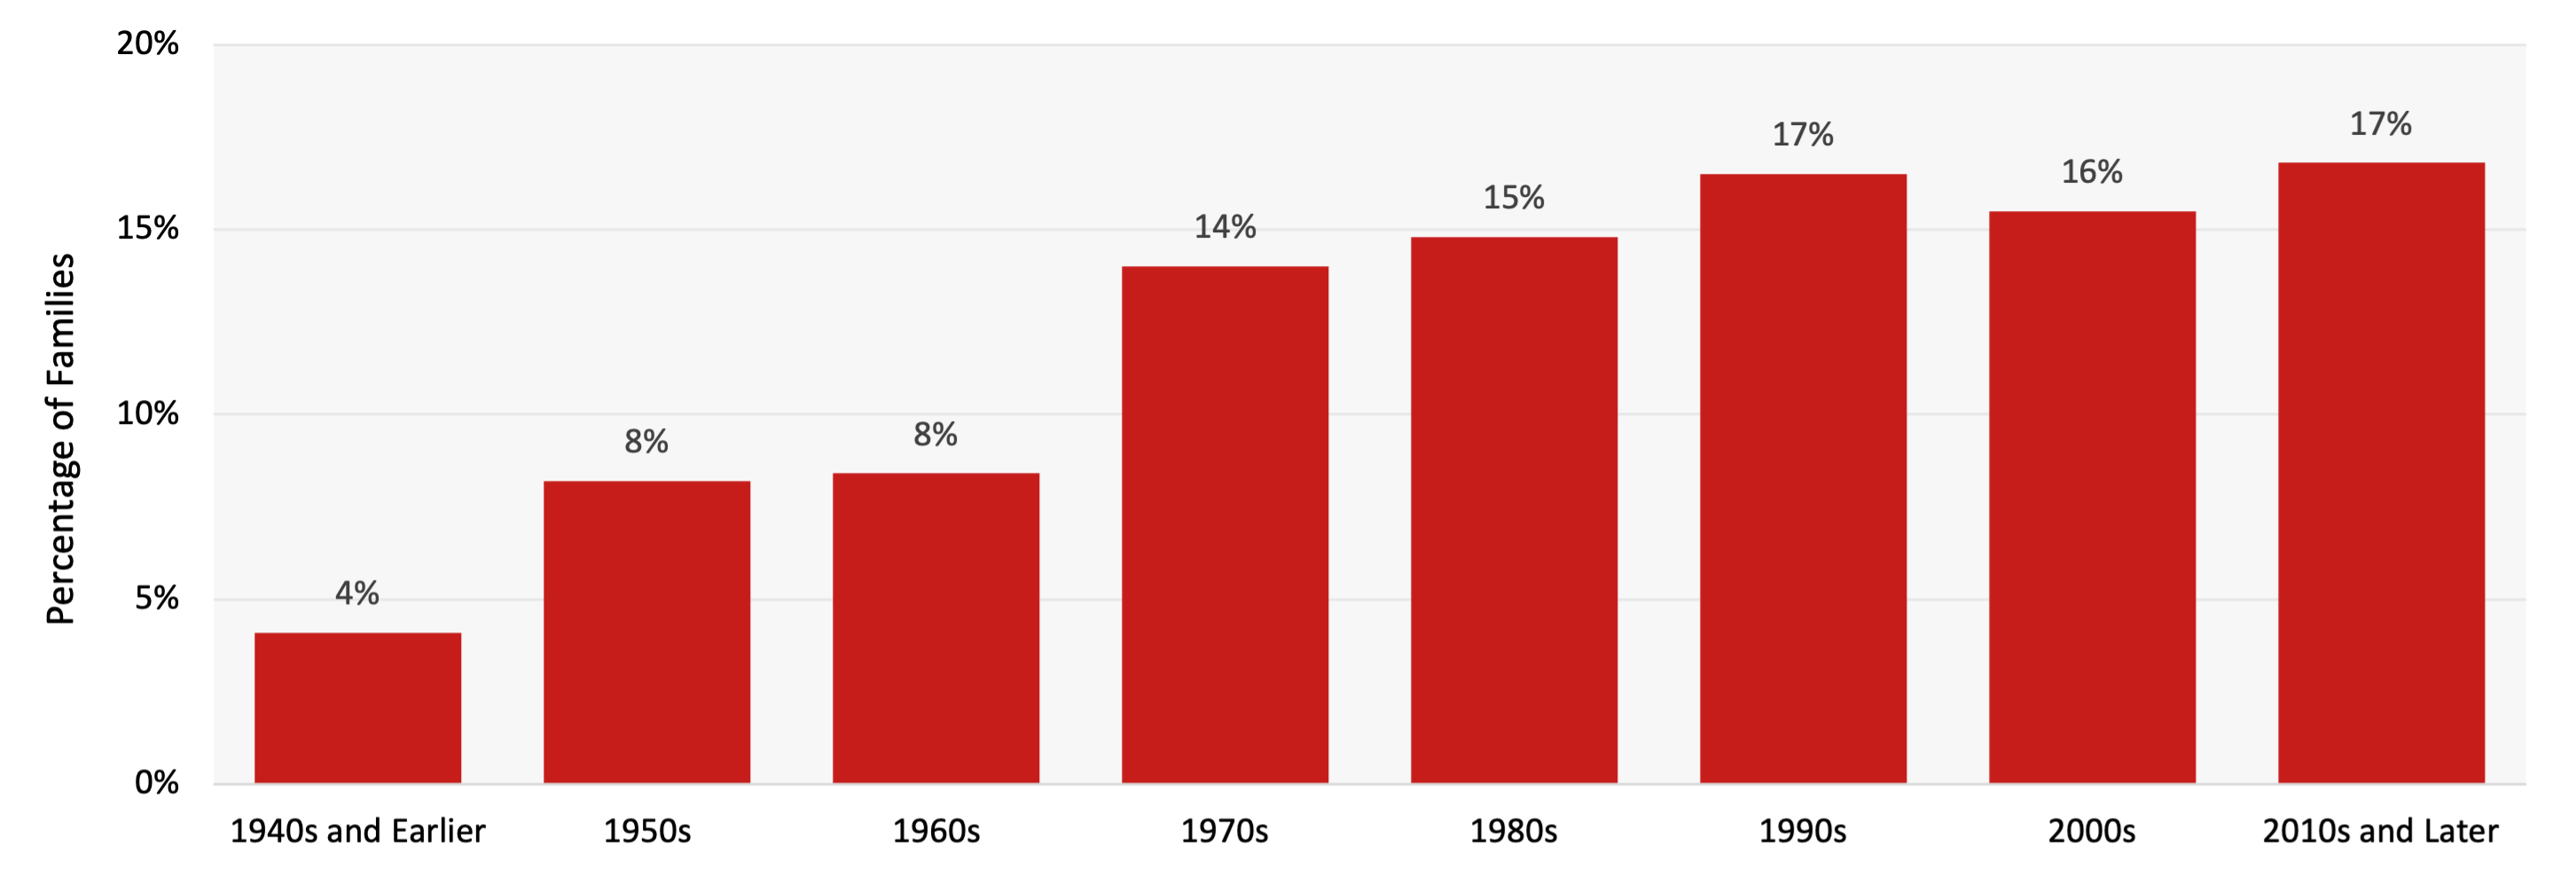 Percentage of Families
20%
15%
10%
5%
0%
4%
8%
8%
14%
15%
17%
16%
17%
1940s and Earlier
1950s
1960s
1970s
1980s
1990s
2000s
2010s and Later